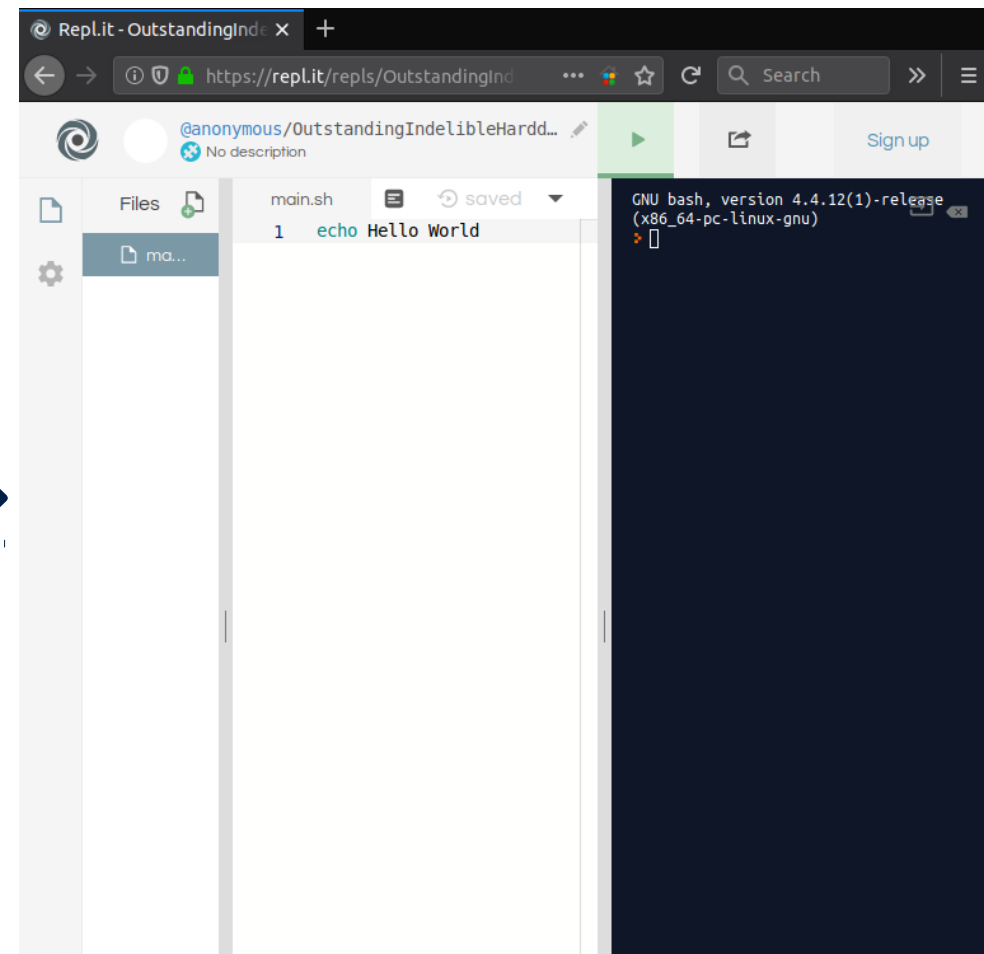 Repl.it - OutstandingInde
https://repl.it/repls/OutstandingInd
Search
@anonymous/OutstandingIndelibleHardd…
No description
Sign up
Files
main.sh
saved
ma...
1 echo Hello World
GNU bash, version 4.4.12(1)-release
(x86_64-pc-linux-gnu)
>